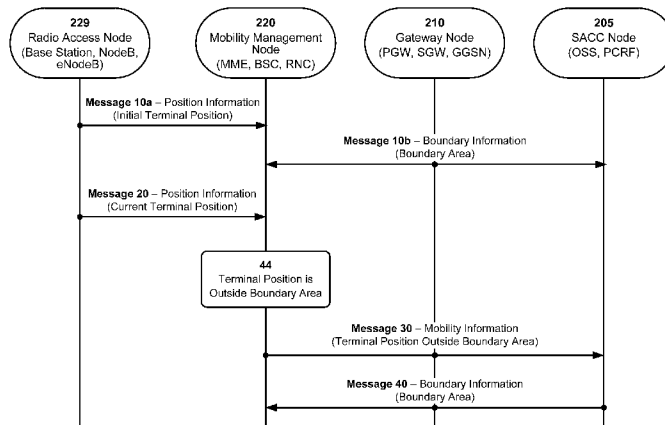 229
Radio Access Node
(Base Station, NodeB,
eNodeB)
220
Mobility Management
Node
(MME, BSC, RNC)
210
Gateway Node
(PGW, SGW, GGSN)
205
SACC Node
(OSS, PCRF)
Message 10a – Position Information
(Initial Terminal Position)
Message 10b – Boundary Information
(Boundary Area)
Message 20 – Position Information
(Current Terminal Position)
44
Terminal Position is
Outside Boundary Area
Message 30 – Mobility Information
(Terminal Position Outside Boundary Area)
Message 40 – Boundary Information
(Boundary Area)